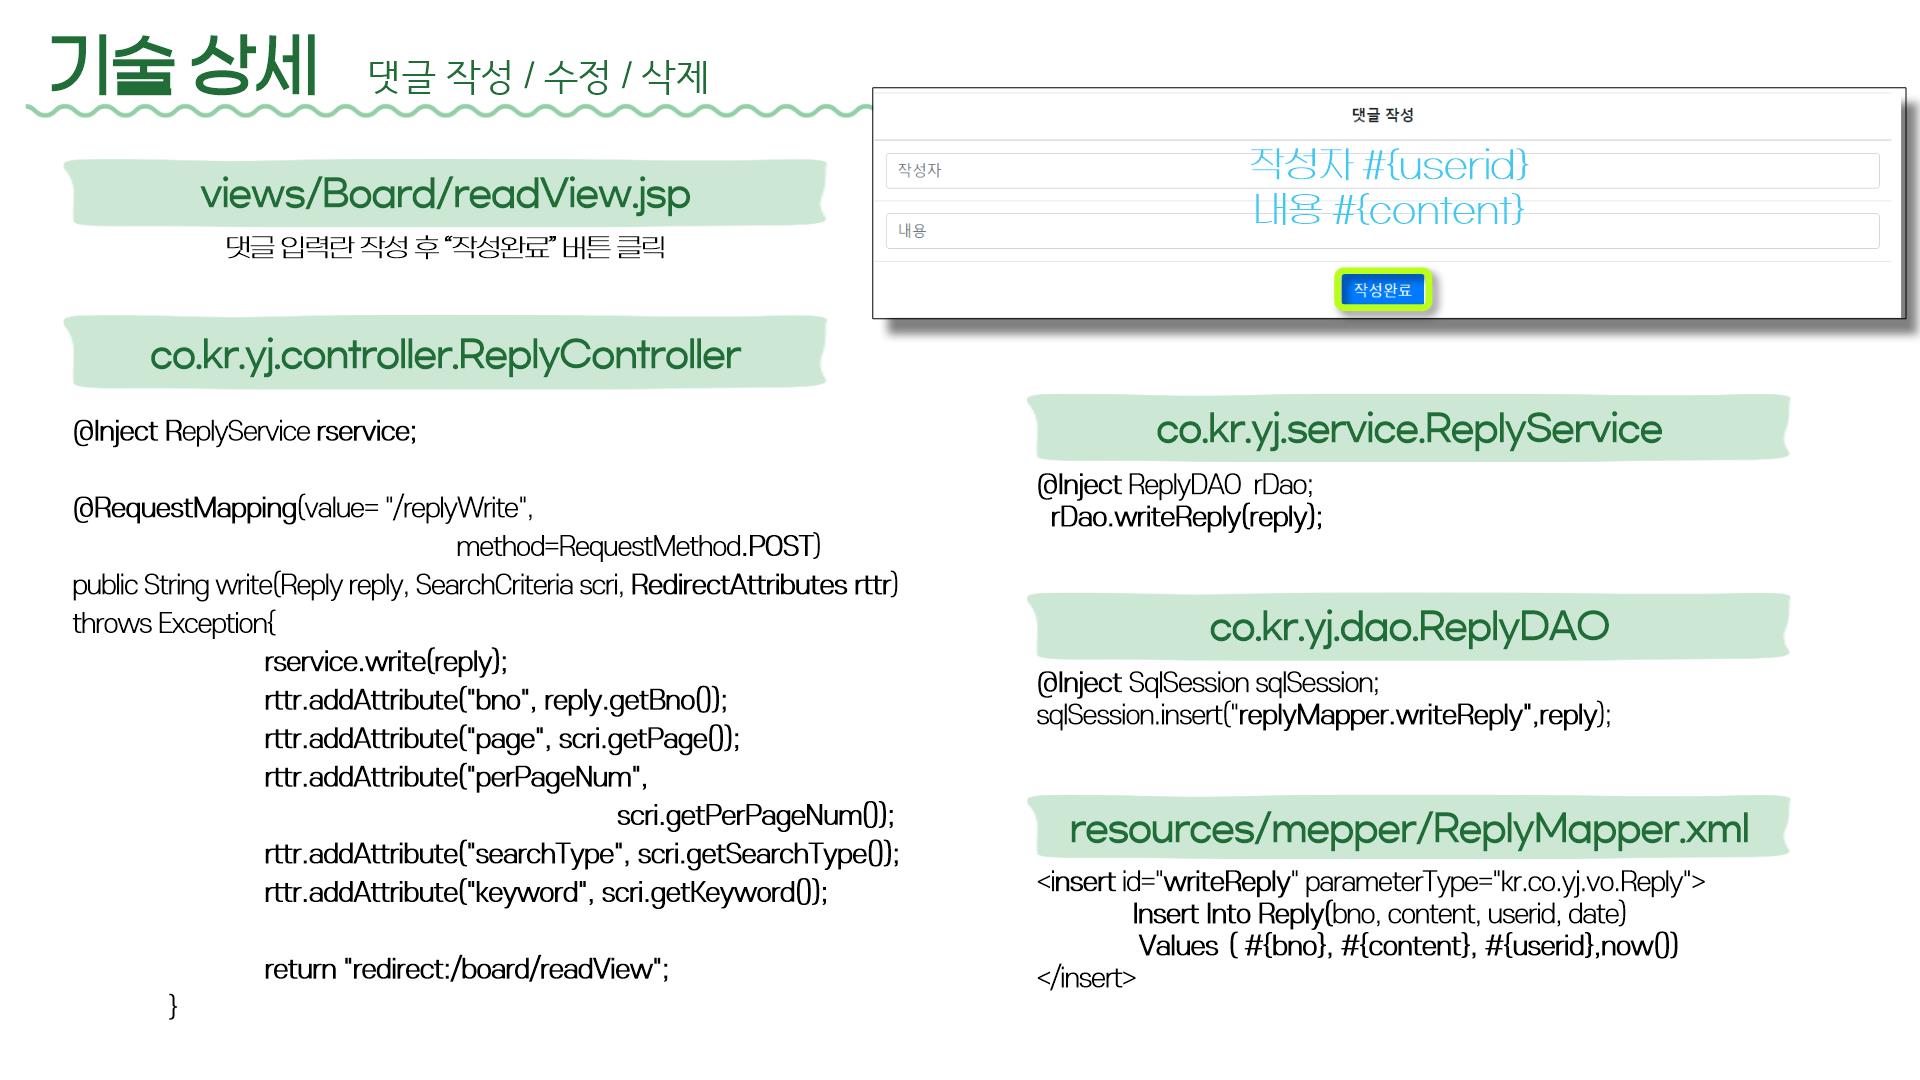 기술 상세 댓글 작성 / 수정 / 삭제
댓글 작성
작성자
작성자 #{userid}
내용 #{content}
내용
작성완료
views/Board/readView.jsp
댓글 입력란 작성 후 “작성완료” 버튼 클릭
co.kr.yj.controller.ReplyController
@Inject ReplyService rservice;
@RequestMapping(value= "/replyWrite",
method=RequestMethod.POST)
public String write(Reply reply, SearchCriteria scri, RedirectAttributes rttr)
throws Exception{
rservice.write(reply);
rttr.addAttribute("bno", reply.getBno());
rttr.addAttribute("page", scri.getPage());
rttr.addAttribute("perPageNum",
scri.getPerPageNum());
rttr.addAttribute("searchType", scri.getSearchType());
rttr.addAttribute("keyword", scri.getKeyword());
return "redirect:/board/readView";
}
co.kr.yj.service.ReplyService
@Inject ReplyDAO rDao;
rDao.writeReply(reply);
co.kr.yj.dao.ReplyDAO
@Inject SqlSession sqlSession;
sqlSession.insert("replyMapper.writeReply",reply);
resources/mepper/ReplyMapper.xml
<insert id="writeReply" parameterType="kr.co.yj.vo.Reply">
Insert Into Reply(bno, content, userid, date)
Values ( #{bno}, #{content}, #{userid},now())
</insert>